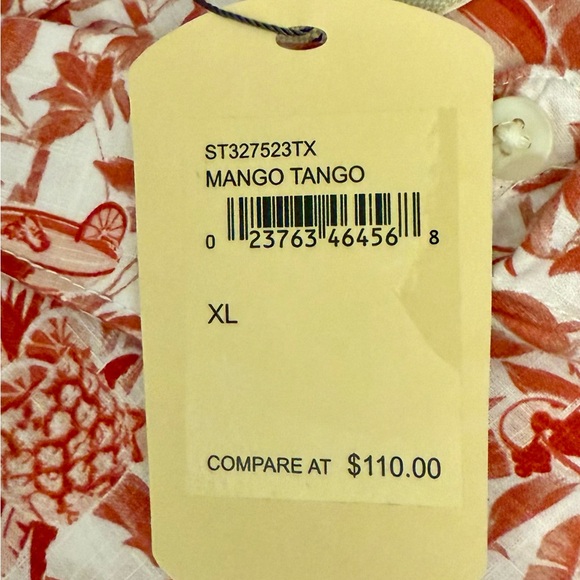 ST327523TX
MANGO TANGO
0 23763 46456 8
XL
COMPARE AT $110.00